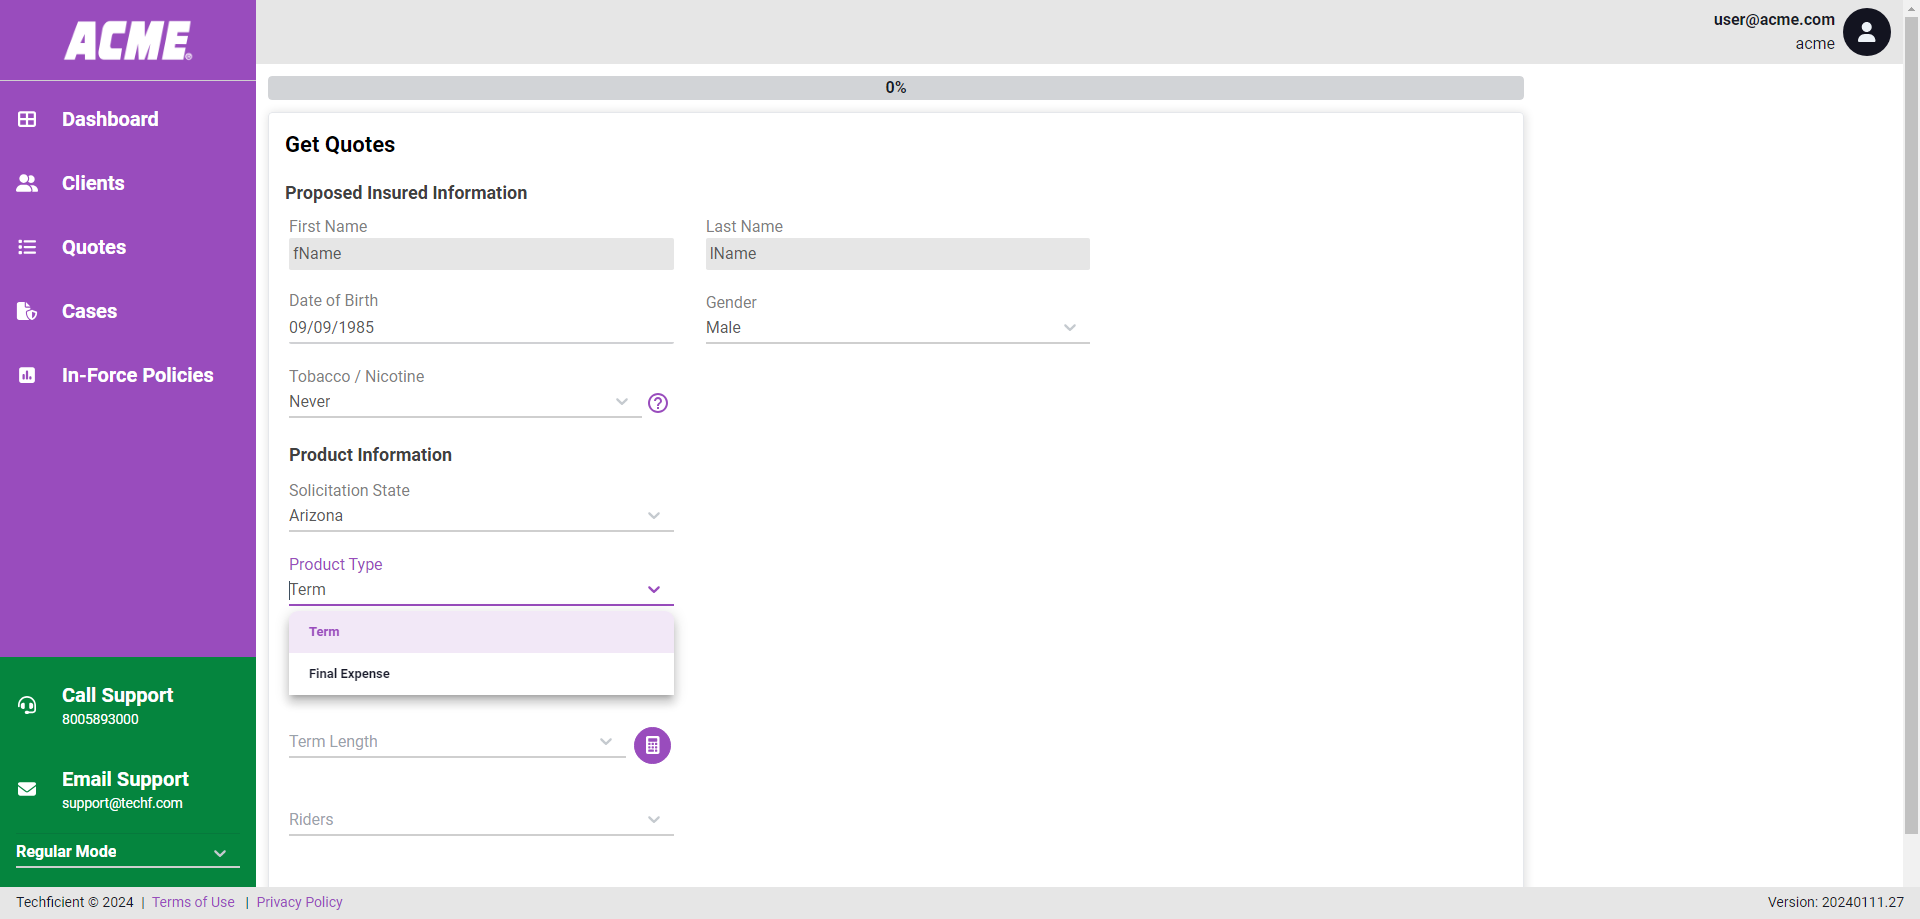 ACME®
user@acme.com
acme
Dashboard
Clients
Quotes
Cases
In-Force Policies
Call Support
8005893000
Email Support
support@techf.com
Regular Mode
0%
Get Quotes
Proposed Insured Information
First Name
fName
Last Name
lName
Date of Birth
09/09/1985
Gender
Male
Tobacco / Nicotine
Never
?
Product Information
Solicitation State
Arizona
Product Type
Term
Term
Final Expense
Term Length
Riders
Techficient © 2024 | Terms of Use | Privacy Policy
Version: 20240111.27